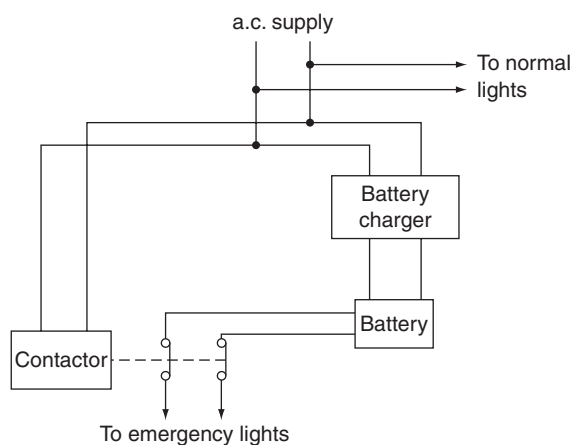 a.c. supply
To normal
lights
Battery
charger
Battery
Contactor
To emergency lights